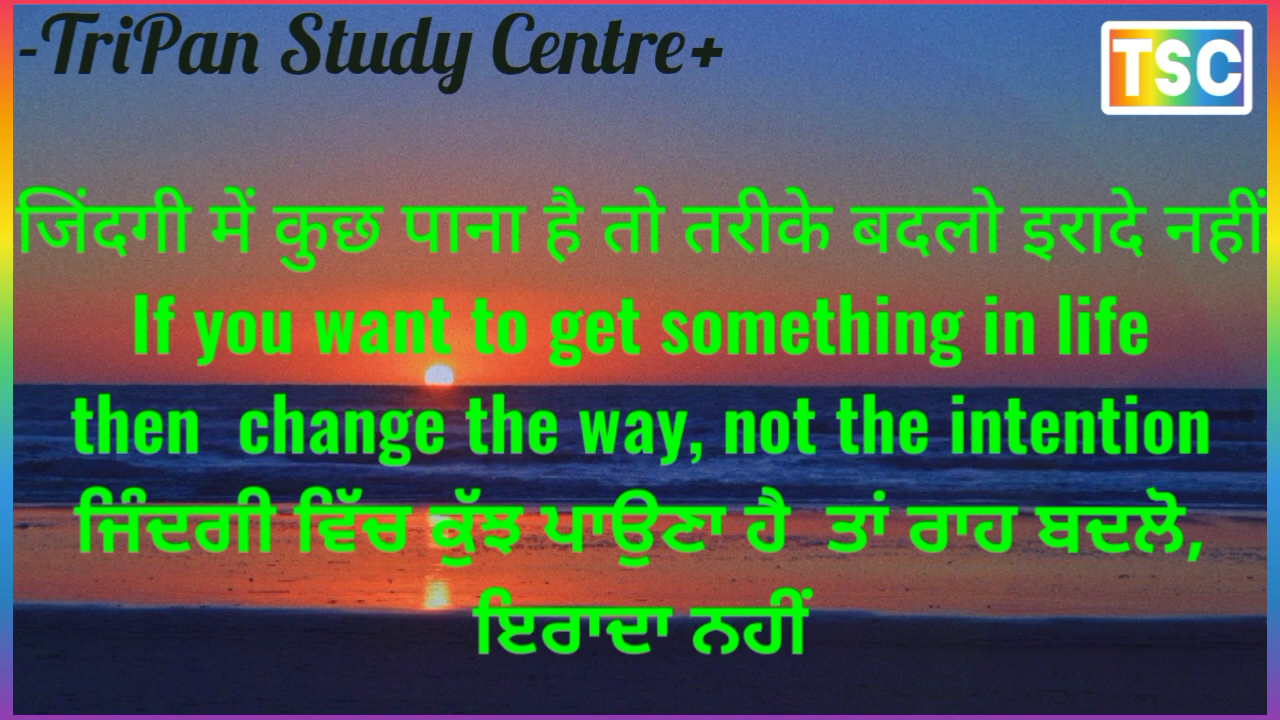 -TriPan Study Centre+
TSC
जिंदगी में कुछ पाना है तो तरीके बदलो इरादे नहीं
If you want to get something in life
then  change the way, not the intention
ਜਿੰਦਗੀ ਵਿੱਚ ਕੁੱਝ ਪਾਉਣਾ ਹੈ  ਤਾਂ ਰਾਹ ਬਦਲੋ,
ਇਰਾਦਾ ਨਹੀਂ